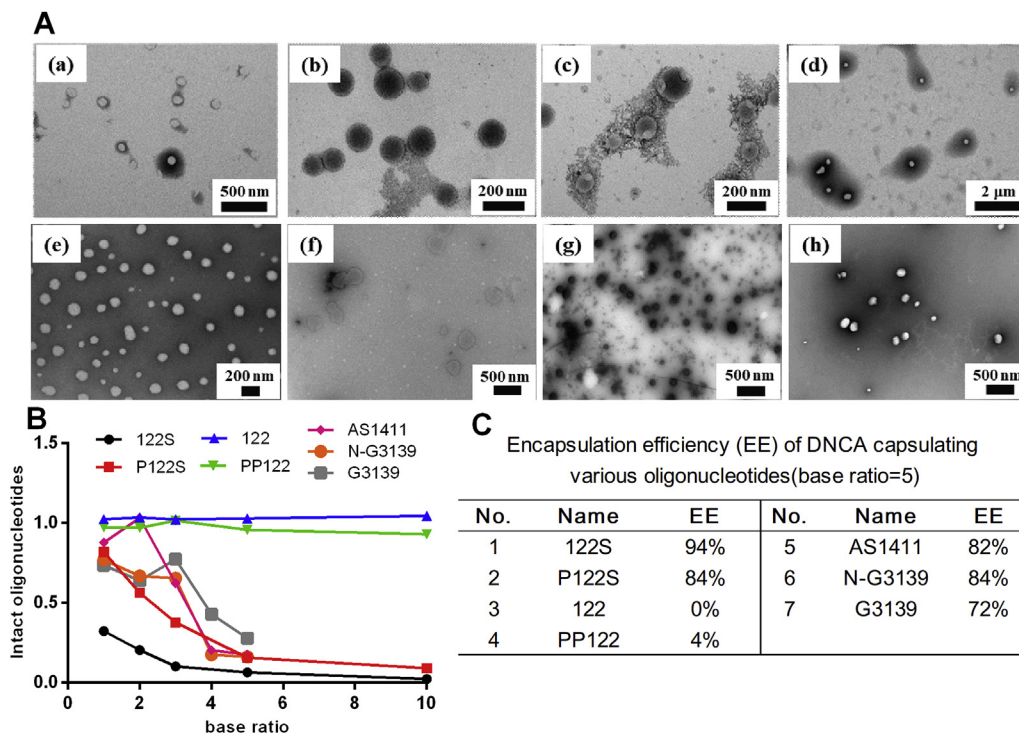 A
(a)
(b)
(c)
(d)
500 nm
200 nm
200 nm
2 μm
(e)
(f)
(g)
(h)
200 nm
500 nm
500 nm
500 nm
B
122S
122
AS1411
P122S
PP122
N-G3139
G3139
Intact oligonucleotides
1.5
1.0
0.5
0.0
0 2 4 6 8 10
base ratio
C
Encapsulation efficiency (EE) of DNCA capsulating
various oligonucleotides(base ratio=5)
No. Name EE No. Name EE
1 122S 94% 5 AS1411 82%
2 P122S 84% 6 N-G3139 84%
3 122 0% 7 G3139 72%
4 PP122 4%